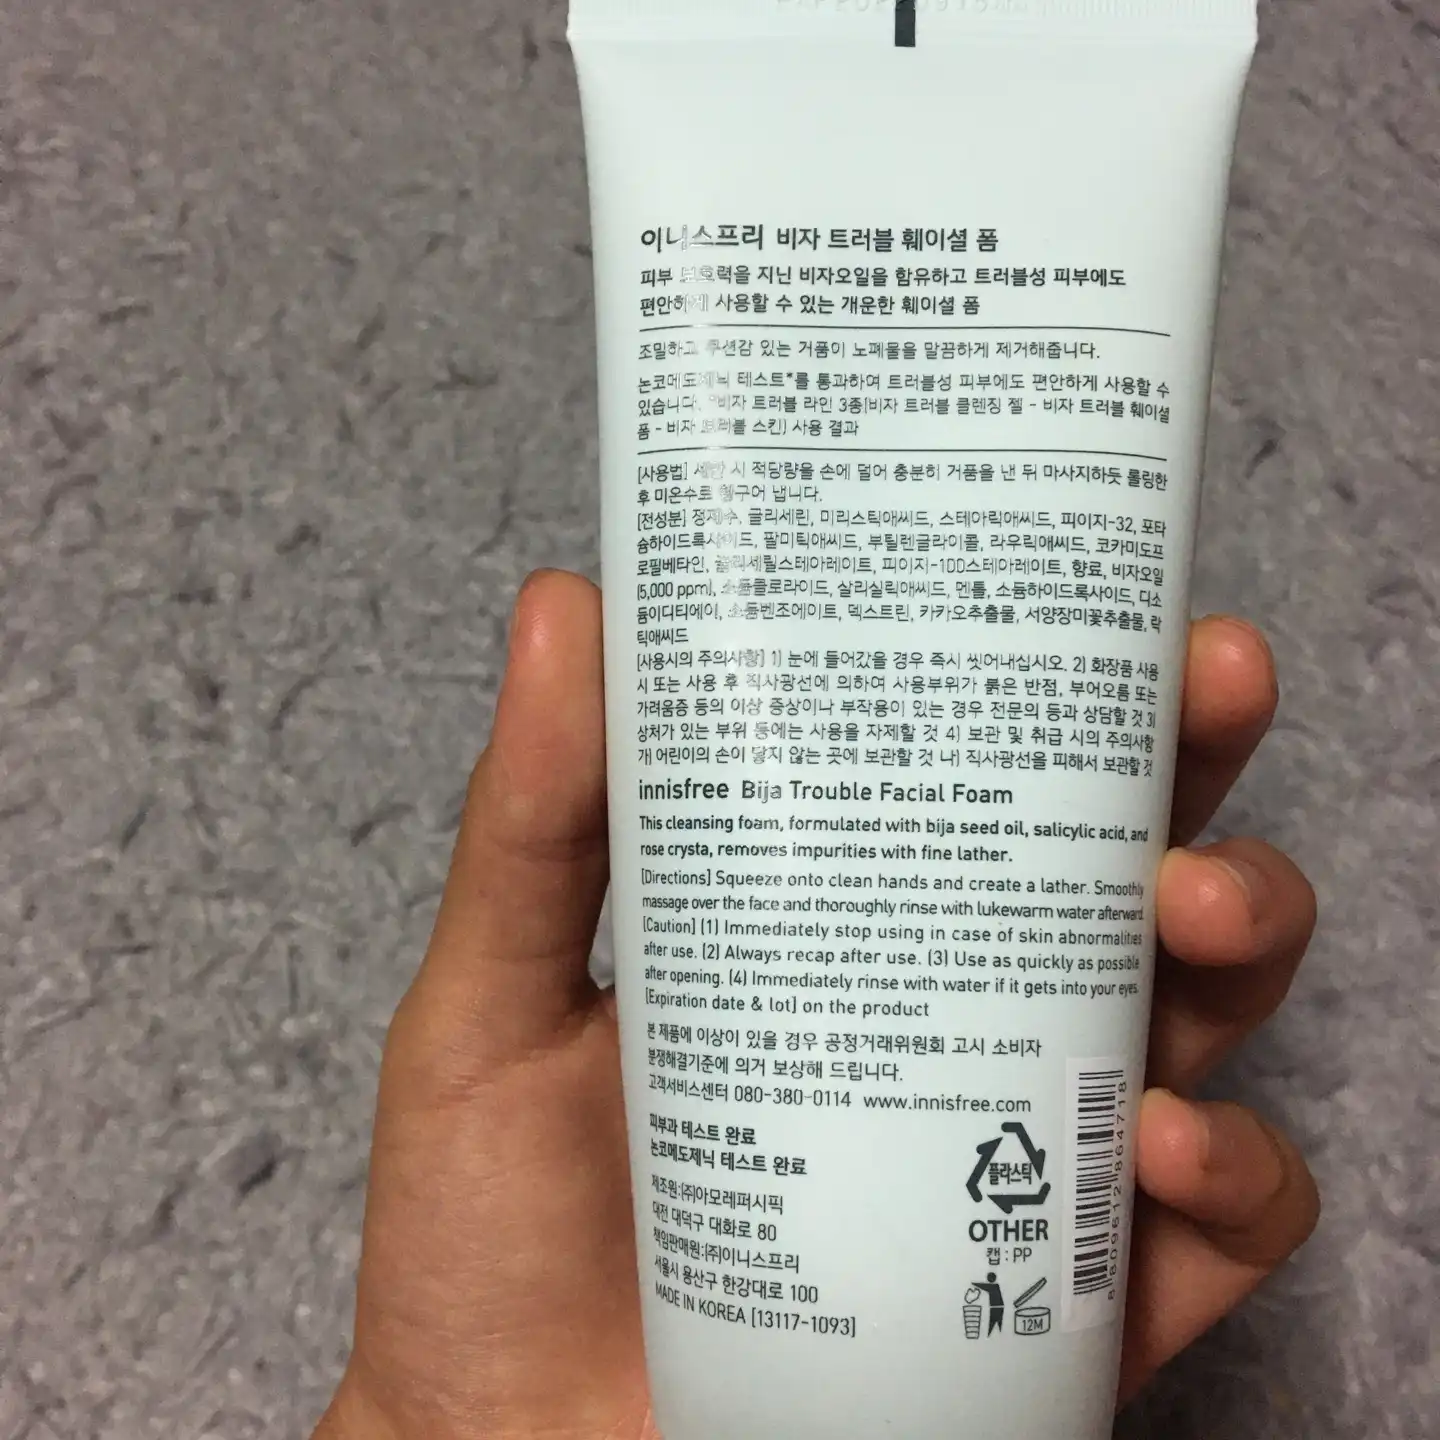 이니스프리 비자 트러블 훼이셜 폼
피부 보호력을 지닌 비자오일을 함유하고 트러블성 피부에도
편안하게 사용할 수 있는 개운한 훼이셜 폼
조밀하고 쿠션감 있는 거품이 노폐물을 말끔하게 제거해줍니다.
논코메도제닉 테스트*를 통과하여 트러블성 피부에도 편안하게 사용할 수
있습니다. *비자 트러블 라인 3종(비자 트러블 클렌징 젤 - 비자 트러블 훼이셜
폼 - 비자 트러블 스킨) 사용 결과
[사용법] 세안 시 적당량을 손에 덜어 충분히 거품을 낸 뒤 마사지하듯 롤링한
후 미온수로 헹구어 냅니다.
[전성분] 정제수, 글리세린, 미리스틱애씨드, 스테아릭애씨드, 피이지-32, 포타
슘하이드록사이드, 팔미틱애씨드, 부틸렌글라이콜, 라우릭애씨드, 코카미도프
로필베타인, 글리세릴스테아레이트, 피이지-100스테아레이트, 향료, 비자오일
(5,000 ppm), 소듐클로라이드, 살리실릭애씨드, 멘톨, 소듐하이드록사이드, 디소
듐이디티에이, 소듐벤조에이트, 덱스트린, 카카오추출물, 서양장미꽃추출물, 락
틱애씨드
[사용시의 주의사항] 1) 눈에 들어갔을 경우 즉시 씻어내십시오. 2) 화장품 사용
시 또는 사용 후 직사광선에 의하여 사용부위가 붉은 반점, 부어오름 또는
가려움증 등의 이상 증상이나 부작용이 있는 경우 전문의 등과 상담할 것 3)
상처가 있는 부위 등에는 사용을 자제할 것 4) 보관 및 취급 시의 주의사항
가) 어린이의 손이 닿지 않는 곳에 보관할 것 나) 직사광선을 피해서 보관할 것
innisfree Bija Trouble Facial Foam
This cleansing foam, formulated with bija seed oil, salicylic acid, and
rose crysta, removes impurities with fine lather.
[Directions] Squeeze onto clean hands and create a lather. Smoothly
massage over the face and thoroughly rinse with lukewarm water afterward.
[Caution] (1) Immediately stop using in case of skin abnormalities
after use. (2) Always recap after use. (3) Use as quickly as possible
after opening. (4) Immediately rinse with water if it gets into your eyes.
[Expiration date & lot] on the product
본 제품에 이상이 있을 경우 공정거래위원회 고시 소비자
분쟁해결기준에 의거 보상해 드립니다.
고객서비스센터 080-380-0114 www.innisfree.com
피부과 테스트 완료
논코메도제닉 테스트 완료
제조원:(주)아모레퍼시픽
대전 대덕구 대화로 80
책임판매원:(주)이니스프리
서울시 용산구 한강대로 100
MADE IN KOREA [13117-1093]
플라스틱
OTHER
캡 : PP
12M
8809612864718